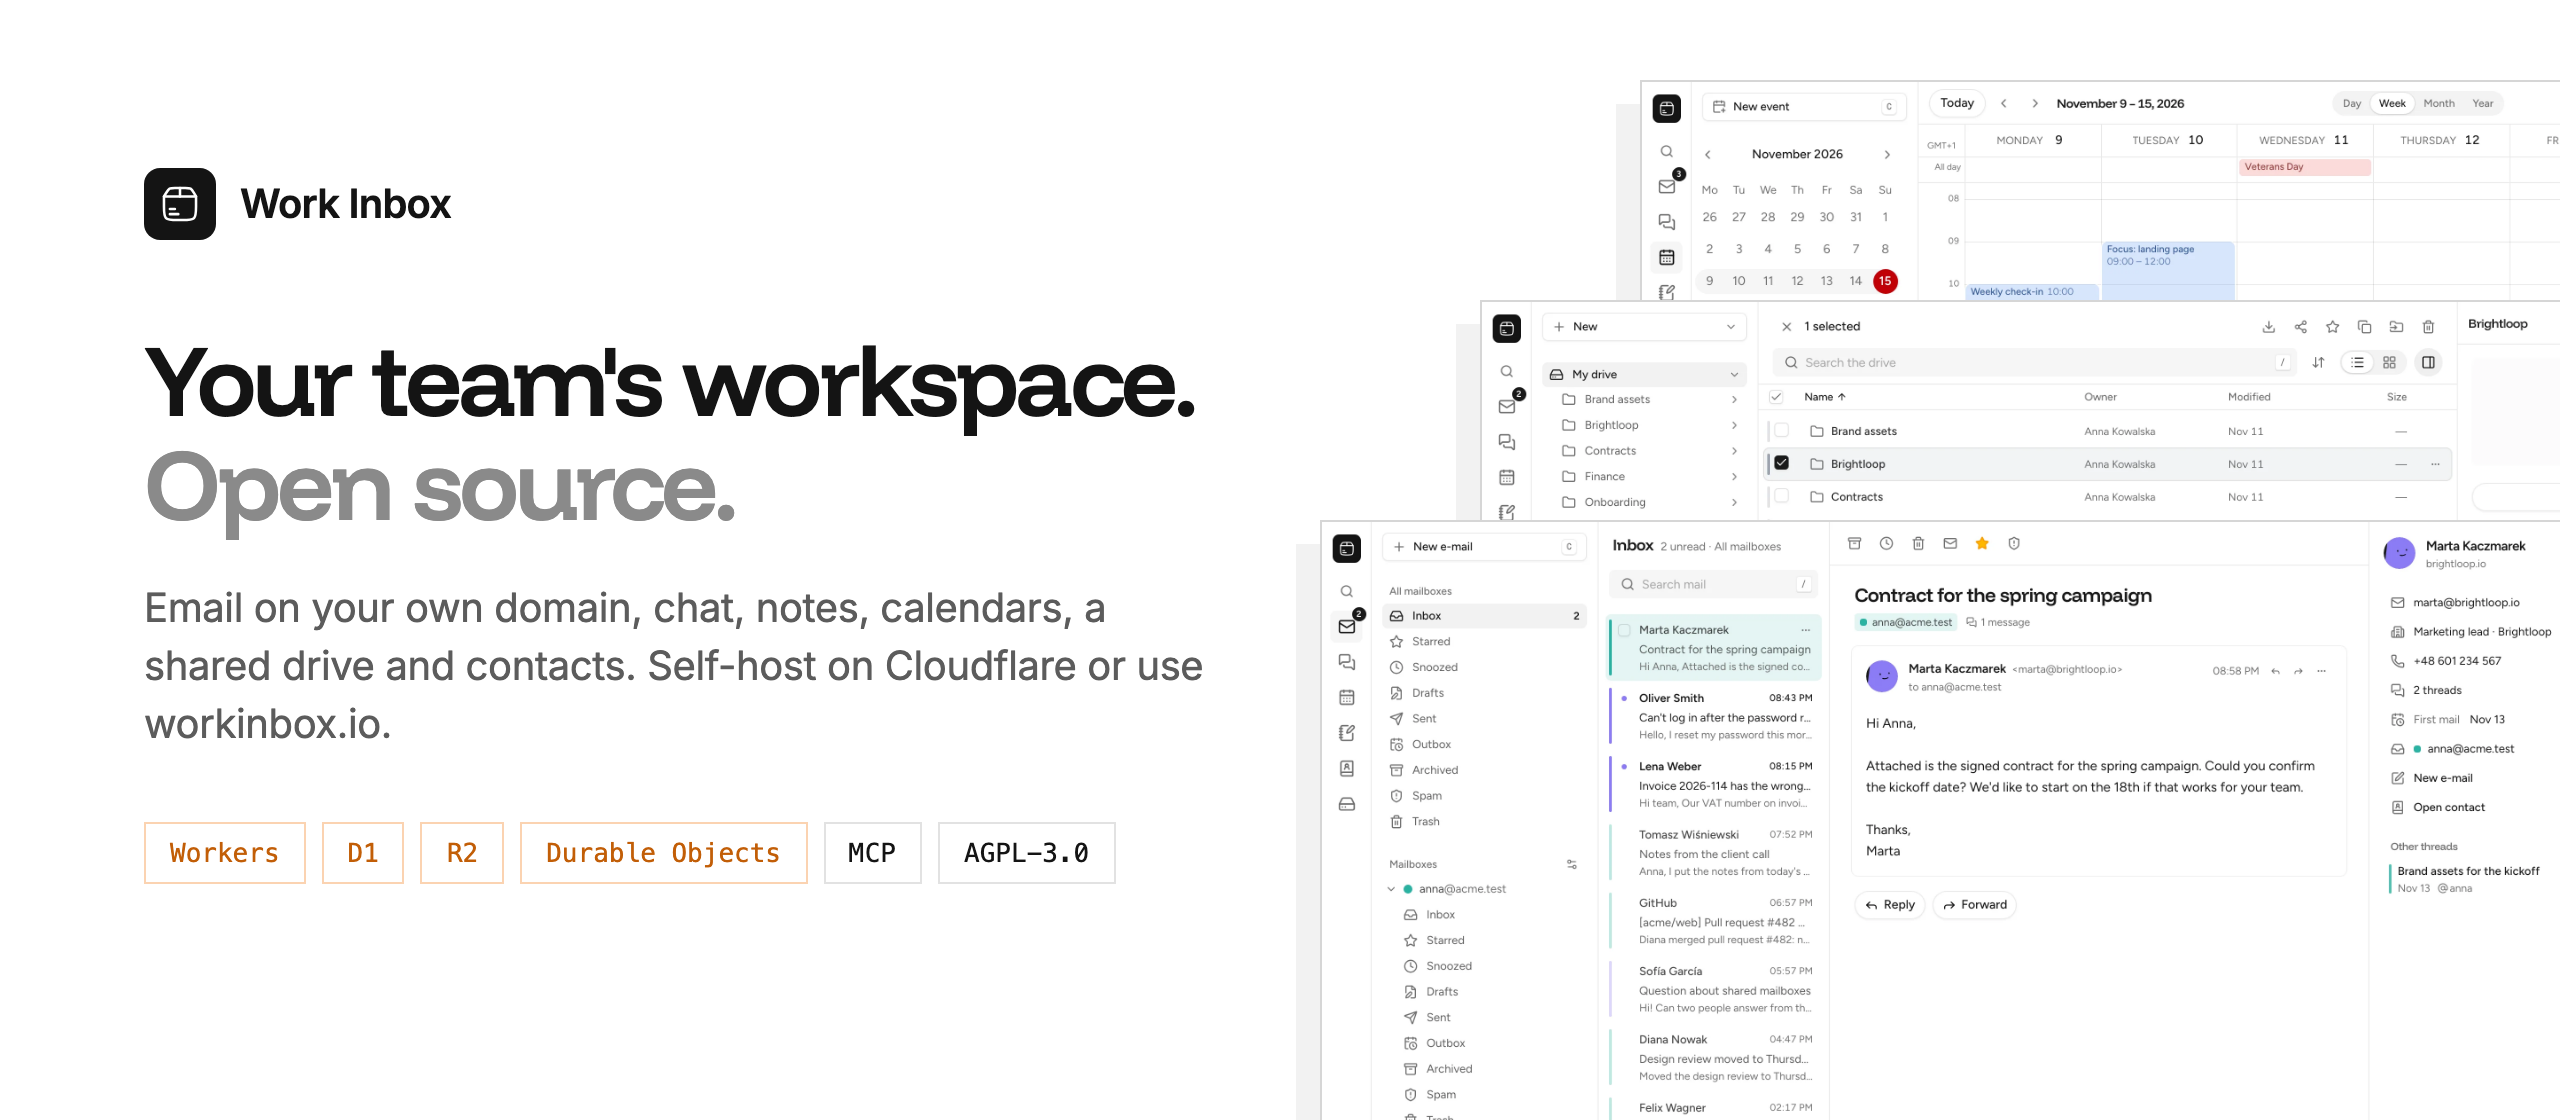 Work Inbox
Your team's workspace.
Open source.
Email on your own domain, chat, notes, calendars, a
shared drive and contacts. Self-host on Cloudflare or use
workinbox.io.
Workers
D1
R2
Durable Objects
MCP
AGPL-3.0
New event C
November 2026
Mo Tu We Th Fr Sa Su
26 27 28 29 30 31 1
2 3 4 5 6 7 8
9 10 11 12 13 14 15
3
Today November 9 – 15, 2026 Day Week Month Year
GMT+1 MONDAY 9 TUESDAY 10 WEDNESDAY 11 THURSDAY 12 FR
All day Veterans Day
08
09
10
Focus: landing page
09:00 – 12:00
Weekly check-in 10:00
New
2
My drive
Brand assets
Brightloop
Contracts
Finance
Onboarding
1 selected
Search the drive /
Name Owner Modified Size
Brand assets Anna Kowalska Nov 11 —
Brightloop Anna Kowalska Nov 11 — ...
Contracts Anna Kowalska Nov 11 —
Brightloop
New e-mail C
2
All mailboxes
Inbox 2
Starred
Snoozed
Drafts
Sent
Outbox
Archived
Spam
Trash
Mailboxes
anna@acme.test
Inbox
Starred
Snoozed
Drafts
Sent
Outbox
Archived
Spam
Trash
Inbox 2 unread · All mailboxes
Search mail /
Marta Kaczmarek ...
Contract for the spring campaign
Hi Anna, Attached is the signed co...
Oliver Smith 08:43 PM
Can't log in after the password r...
Hello, I reset my password this mor...
Lena Weber 08:15 PM
Invoice 2026-114 has the wrong...
Hi team, Our VAT number on invoi...
Tomasz Wiśniewski 07:52 PM
Notes from the client call
Anna, I put the notes from today's ...
GitHub 06:57 PM
[acme/web] Pull request #482 ...
Diana merged pull request #482: n...
Sofía García 05:57 PM
Question about shared mailboxes
Hi! Can two people answer from th...
Diana Nowak 04:47 PM
Design review moved to Thursd...
Moved the design review to Thursd...
Felix Wagner 02:17 PM
Contract for the spring campaign
anna@acme.test 1 message
Marta Kaczmarek <marta@brightloop.io> 08:58 PM ...
to anna@acme.test
Hi Anna,
Attached is the signed contract for the spring campaign. Could you confirm
the kickoff date? We'd like to start on the 18th if that works for your team.
Thanks,
Marta
Reply
Forward
Marta Kaczmarek
brightloop.io
marta@brightloop.io
Marketing lead · Brightloop
+48 601 234 567
2 threads
First mail Nov 13
anna@acme.test
New e-mail
Open contact
Other threads
Brand assets for the kickoff
Nov 13 @anna